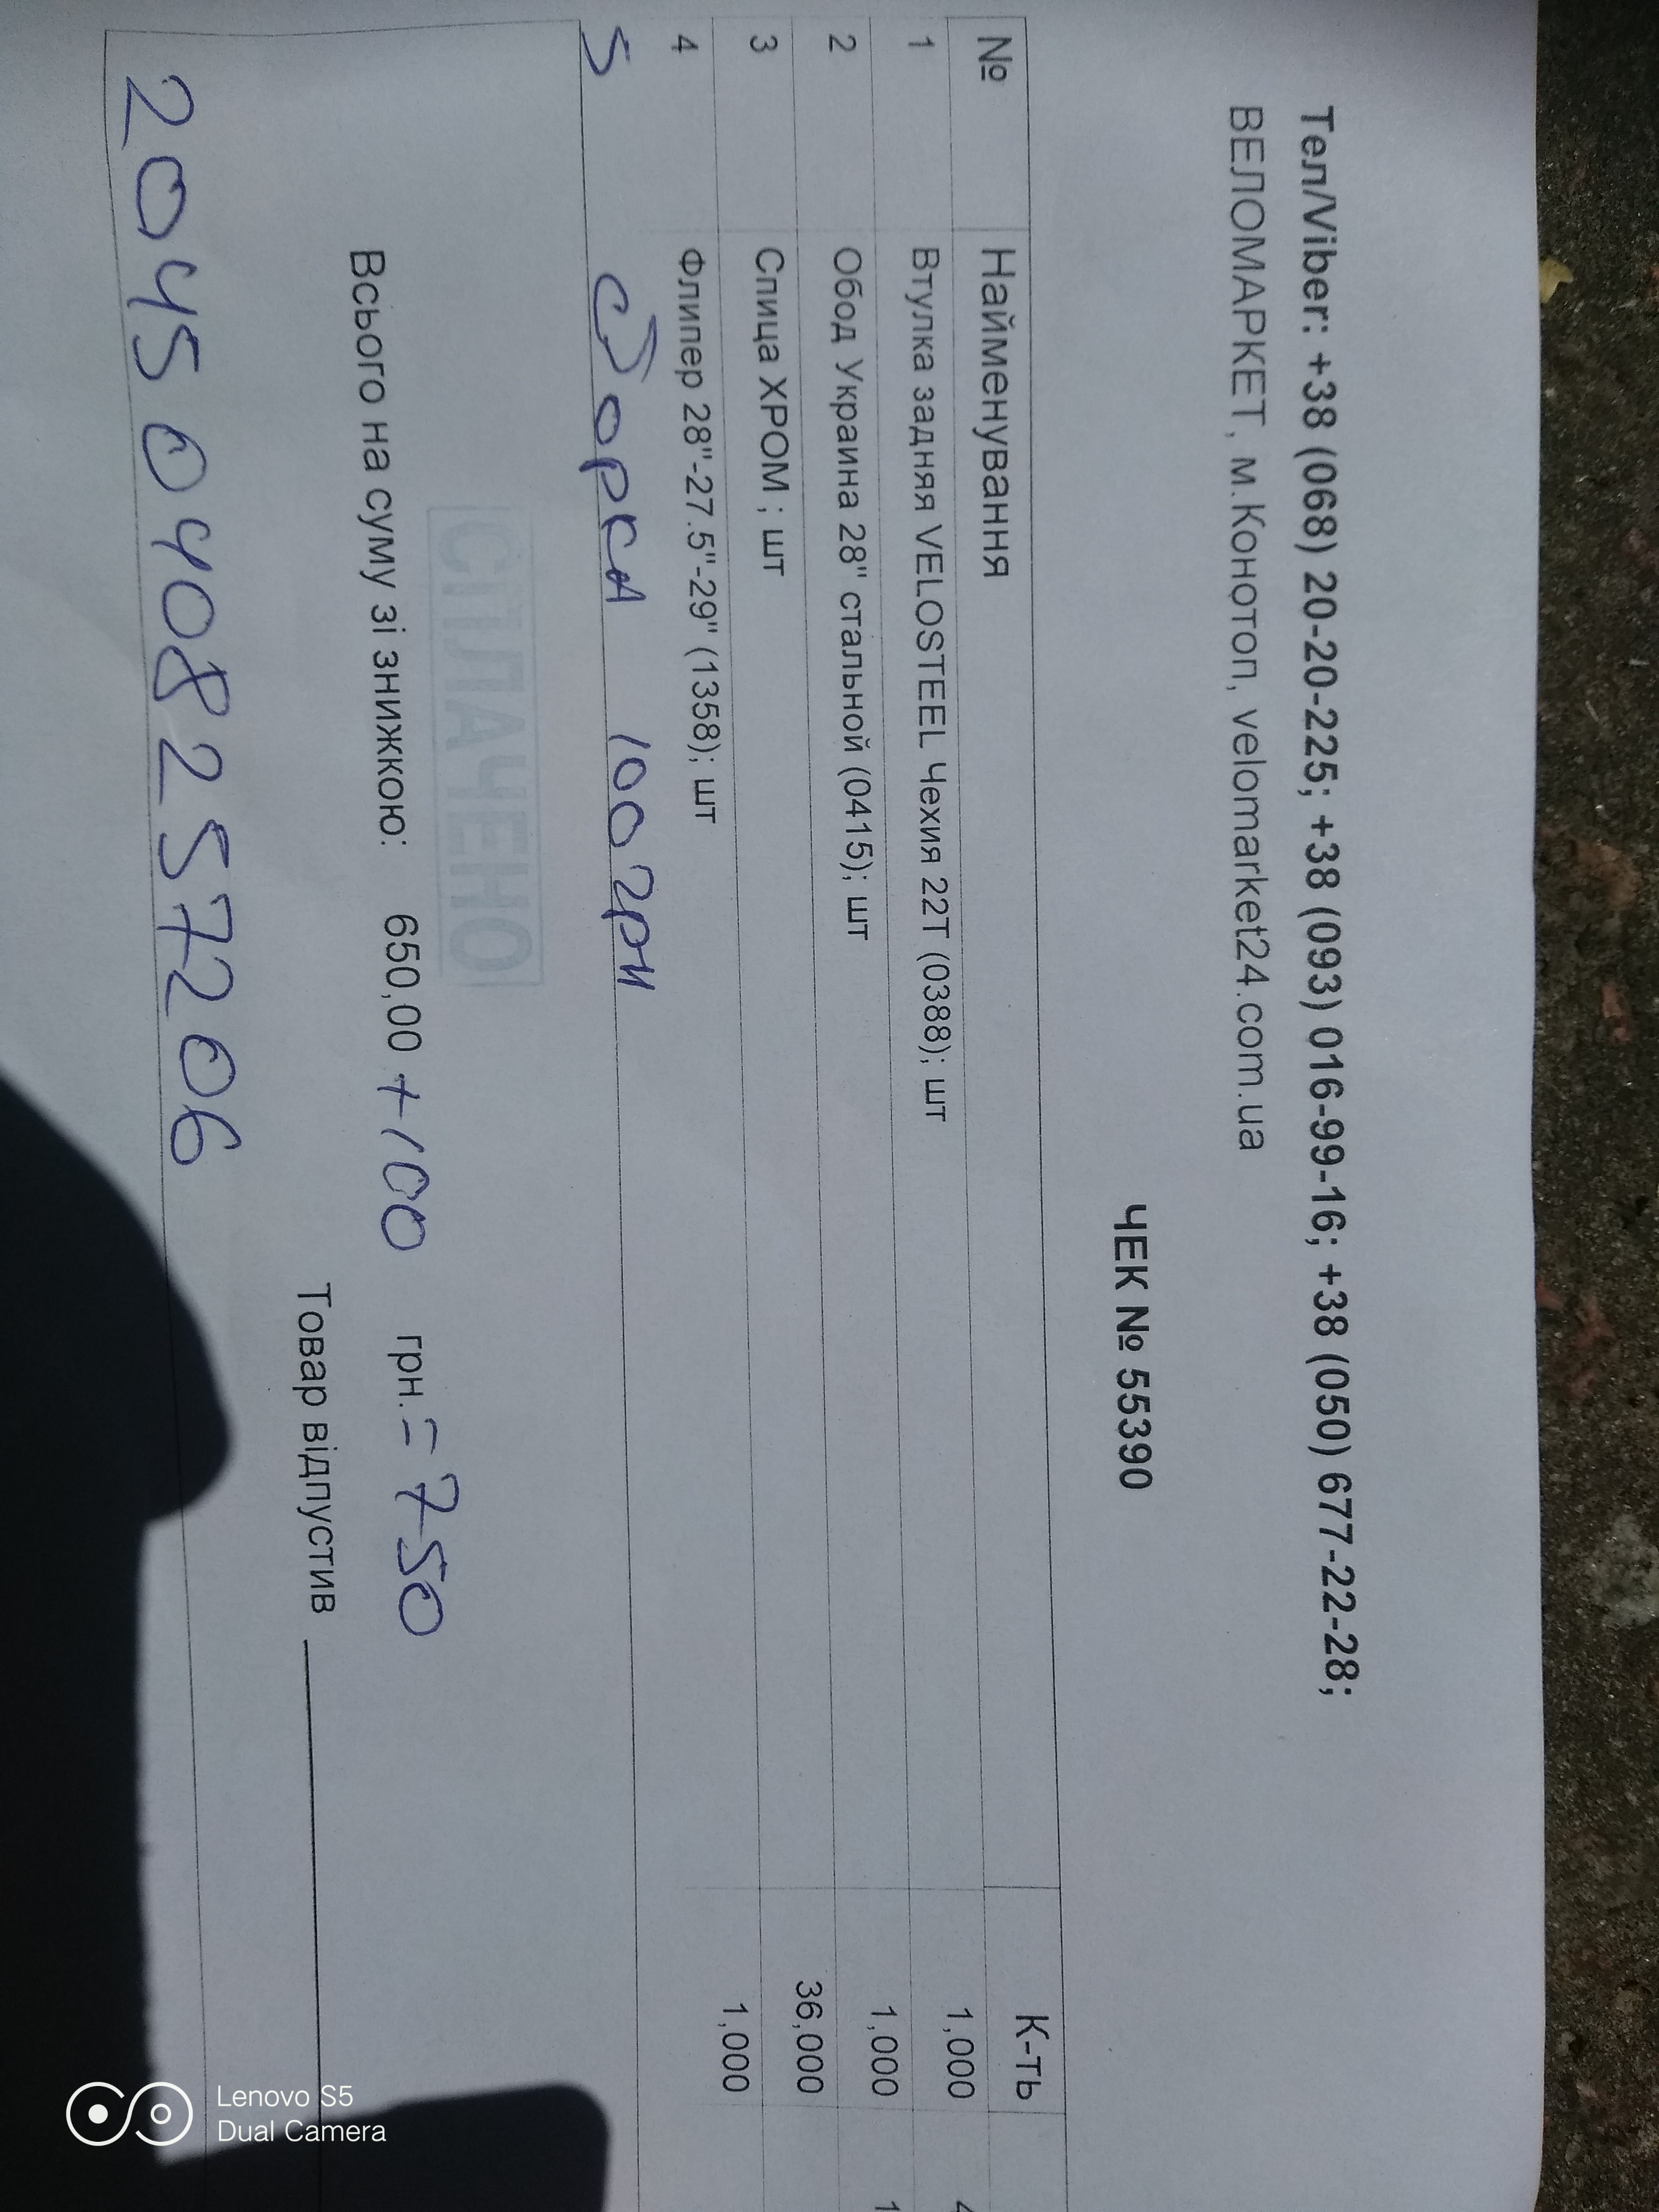 Тел/Viber: +38 (068) 20-20-225; +38 (093) 016-99-16; +38 (050) 677-22-28;
ВЕЛОМАРКЕТ, м.Конотоп, velomarket24.com.ua
ЧЕК № 55390
№ Найменування К-ть
1 Втулка задняя VELOSTEEL Чехия 22Т (0388); шт 1,000
2 Обод Украина 28" стальной (0415); шт 1,000
3 Спица ХРОМ ; шт 36,000
4 Флипер 28"-27.5"-29" (1358); шт 1,000
5 сборка 100 грн
СПЛАЧЕНО
Всього на суму зі знижкою: 650,00 +100 грн. = 750
Товар відпустив
20450408257206
Lenovo S5
Dual Camera